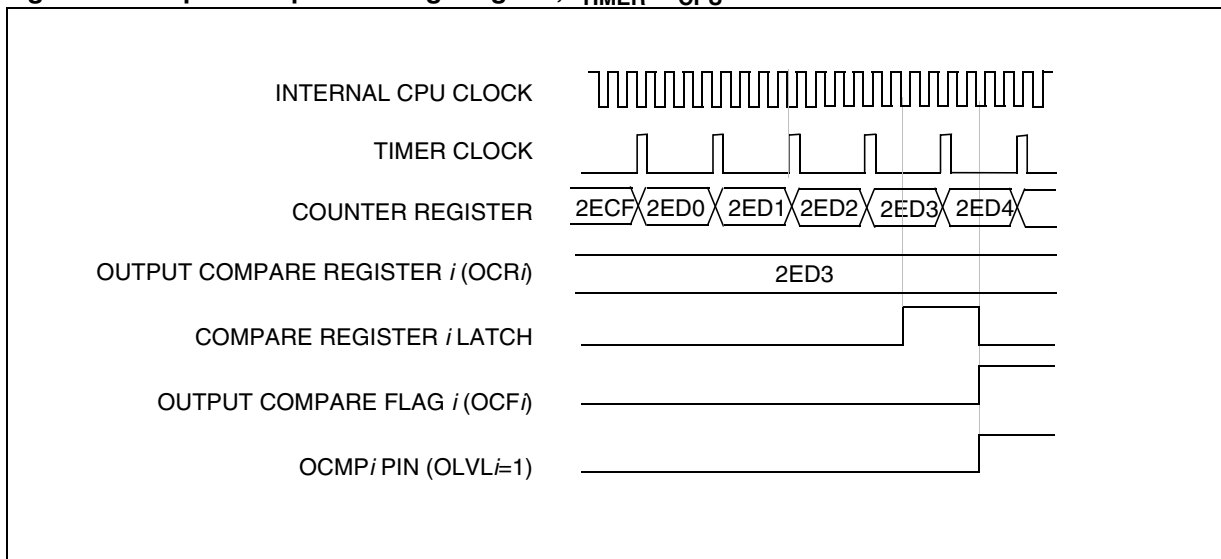 INTERNAL CPU CLOCK
TIMER CLOCK
COUNTER REGISTER 2ECF 2ED0 2ED1 2ED2 2ED3 2ED4
OUTPUT COMPARE REGISTER i (OCRi) 2ED3
COMPARE REGISTER i LATCH
OUTPUT COMPARE FLAG i (OCFi)
OCMPi PIN (OLVLi=1)